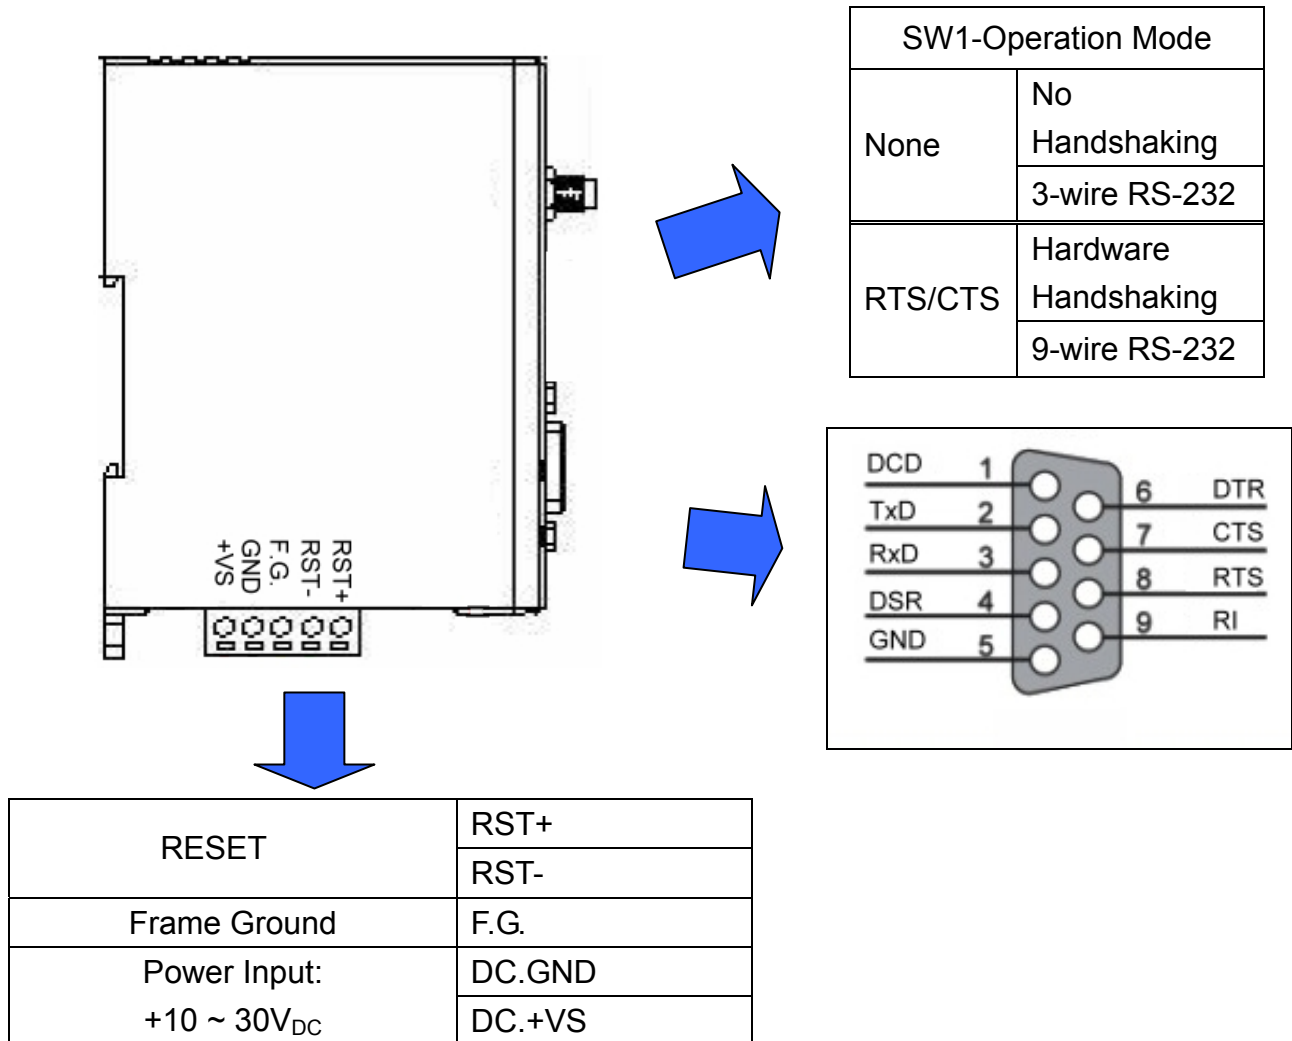 SW1-Operation Mode
None
No
Handshaking
3-wire RS-232
RTS/CTS
Hardware
Handshaking
9-wire RS-232
DCD 1
TxD 2
RxD 3
DSR 4
GND 5
6 DTR
7 CTS
8 RTS
9 RI
+VS
GND
F.G.
RST-
RST+
RESET
RST+
RST-
Frame Ground
F.G.
Power Input:
+10 ~ 30VDC
DC.GND
DC.+VS